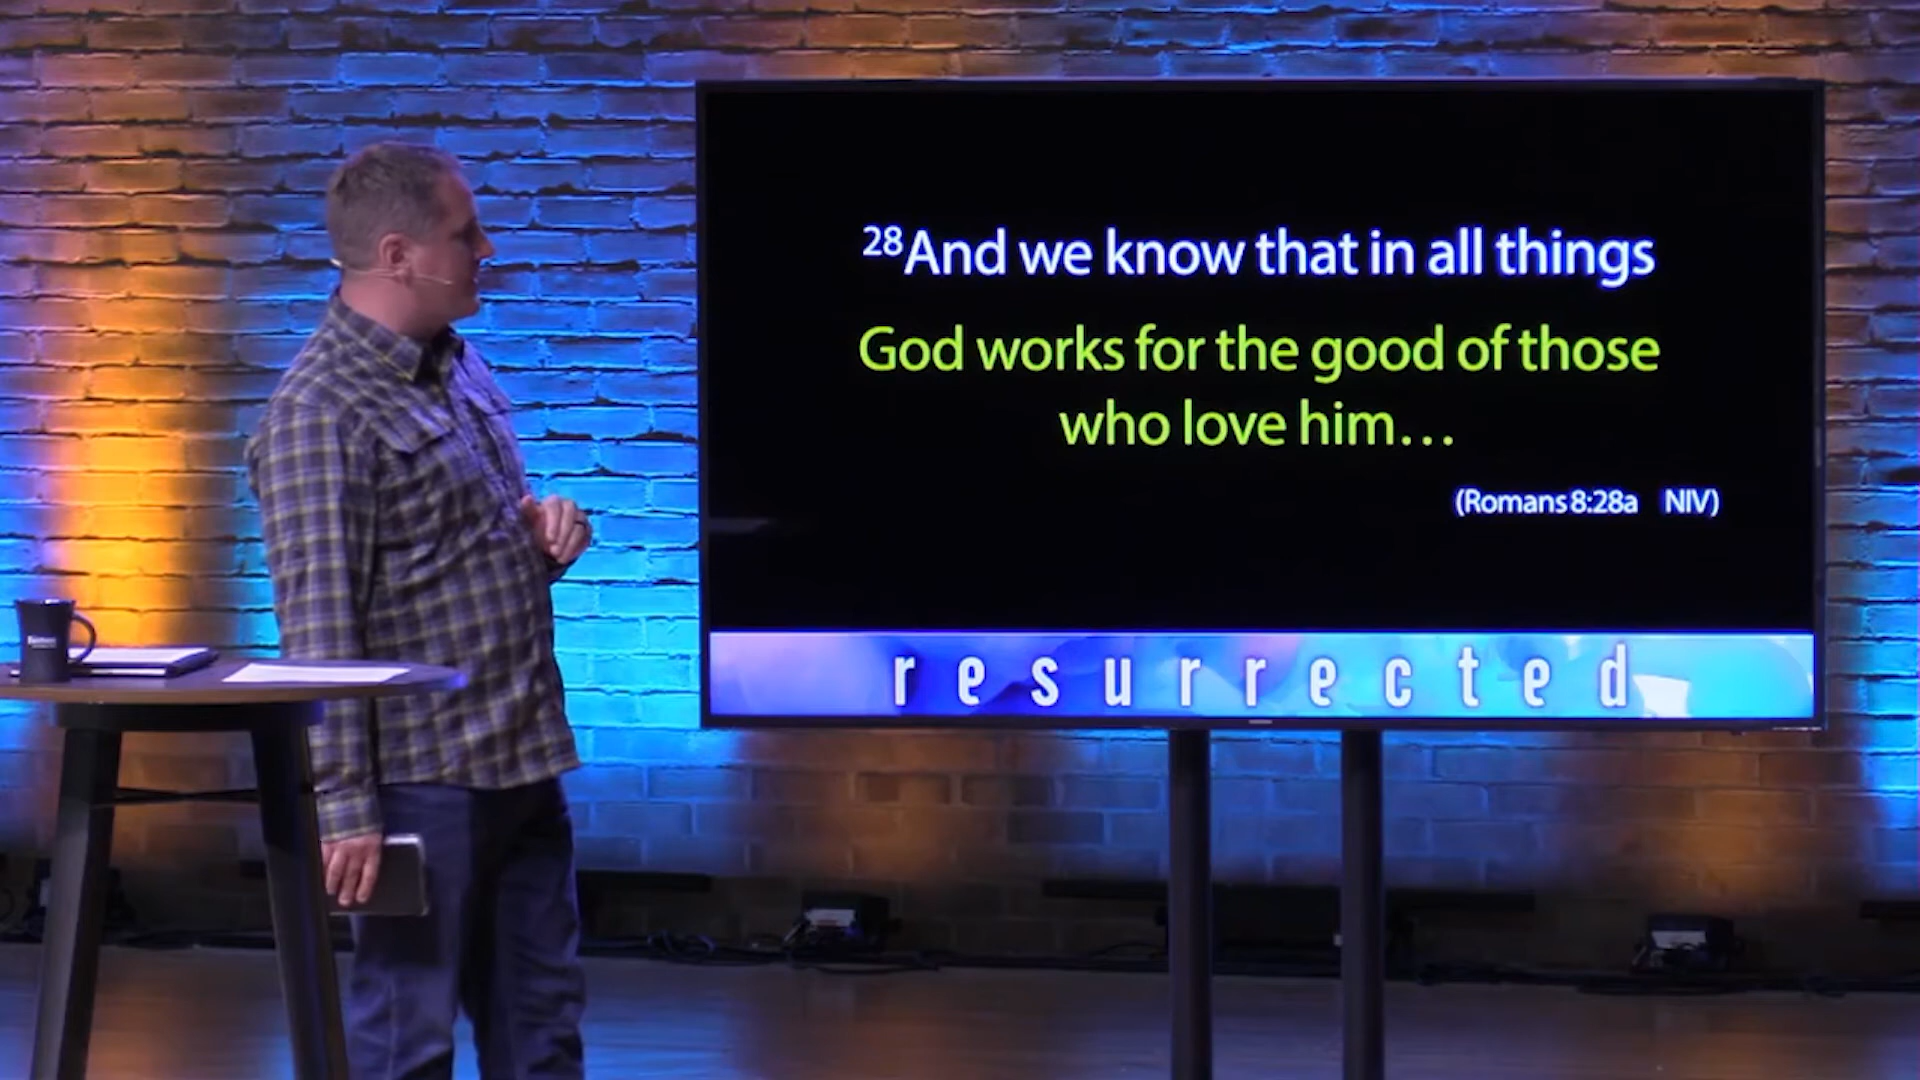 ²⁸And we know that in all things
God works for the good of those
who love him...
(Romans 8:28a NIV)
resurrected